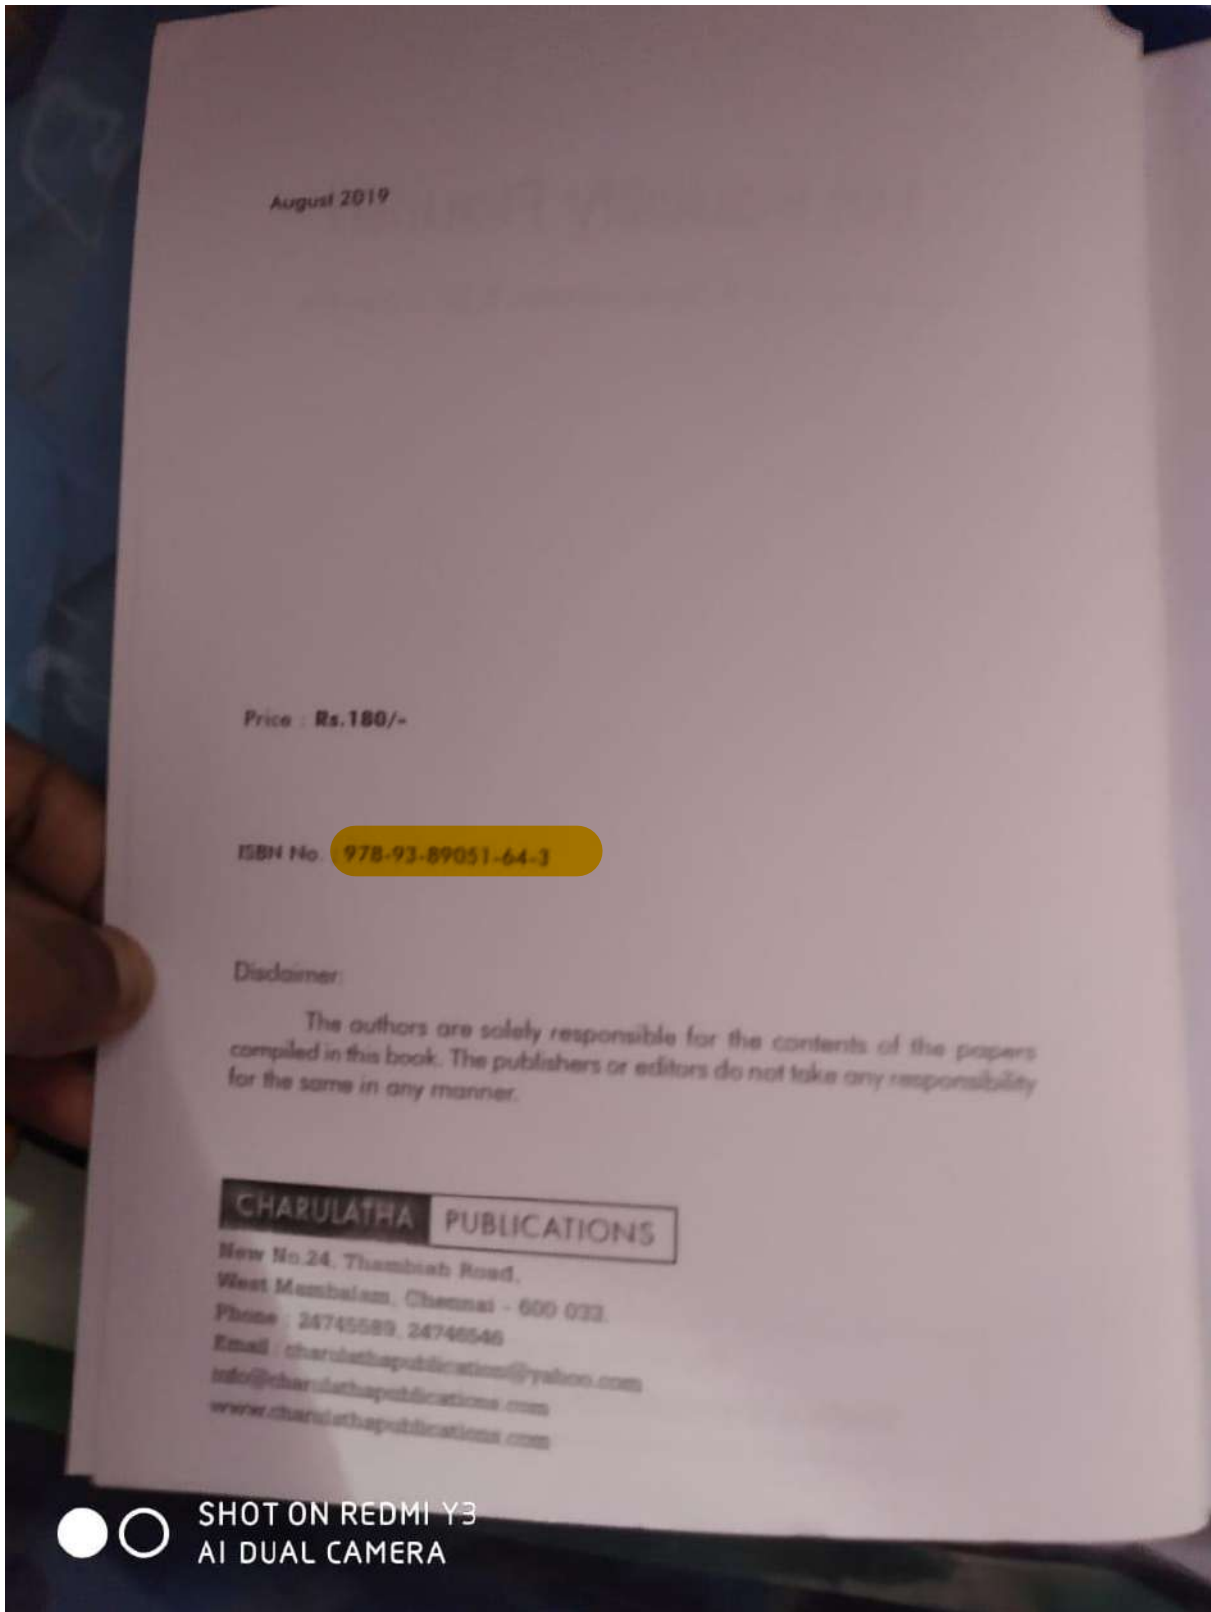 August 2019
Price : Rs.180/-
ISBN No. : 978-93-89051-64-3
Disclaimer:
The authors are solely responsible for the contents of the papers
compiled in this book. The publishers or editors do not take any responsibility
for the same in any manner.
CHARULATHA PUBLICATIONS
New No.24, Thambiah Road,
West Mambalam, Chennai - 600 033.
Phone : 24745589, 24746546
Email : charulathapublication@yahoo.com
info@charulathapublications.com
www.charulathapublications.com
SHOT ON REDMI Y3
AI DUAL CAMERA